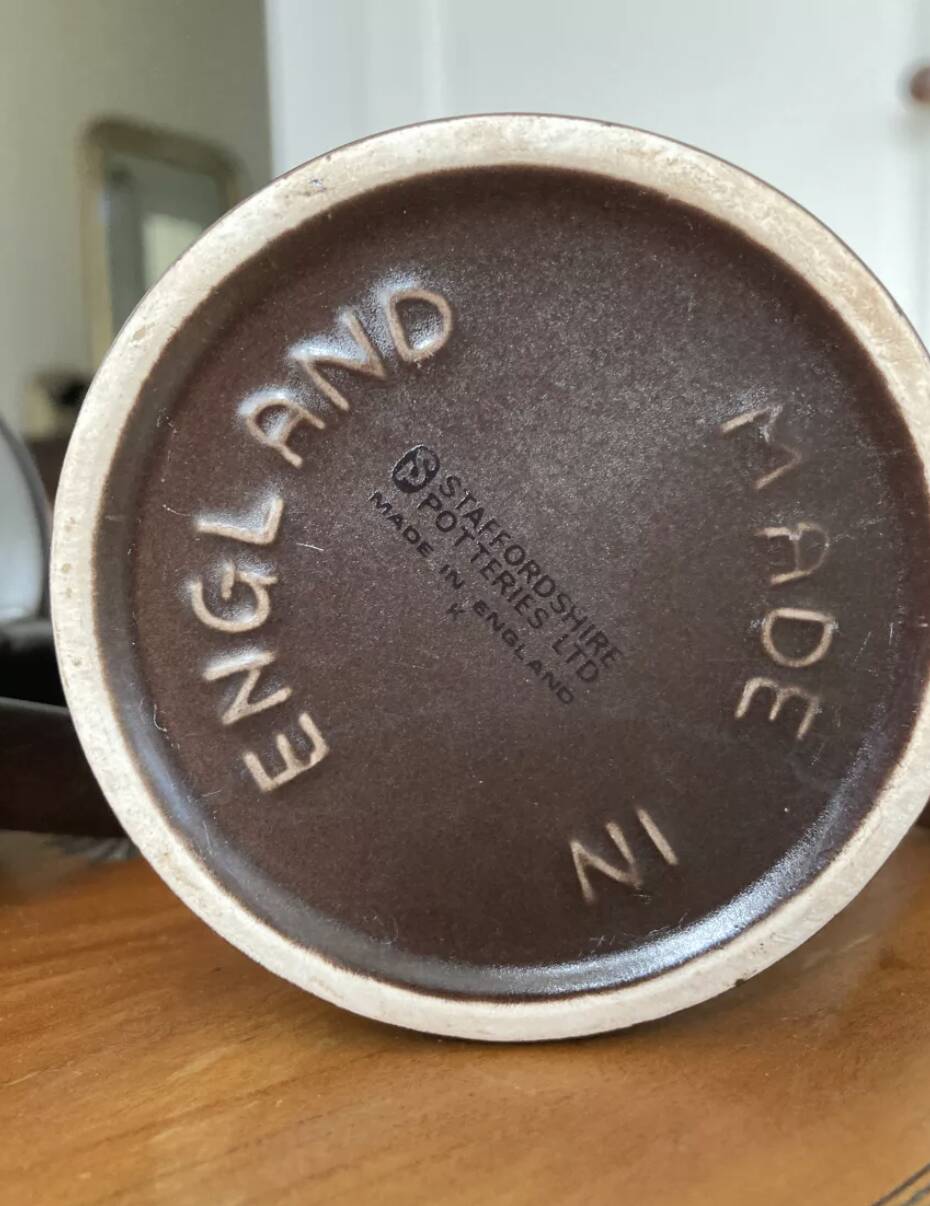 MADE IN ENGLAND
S STAFFORDSHIRE
POTTERIES LTD
MADE IN ENGLAND
K